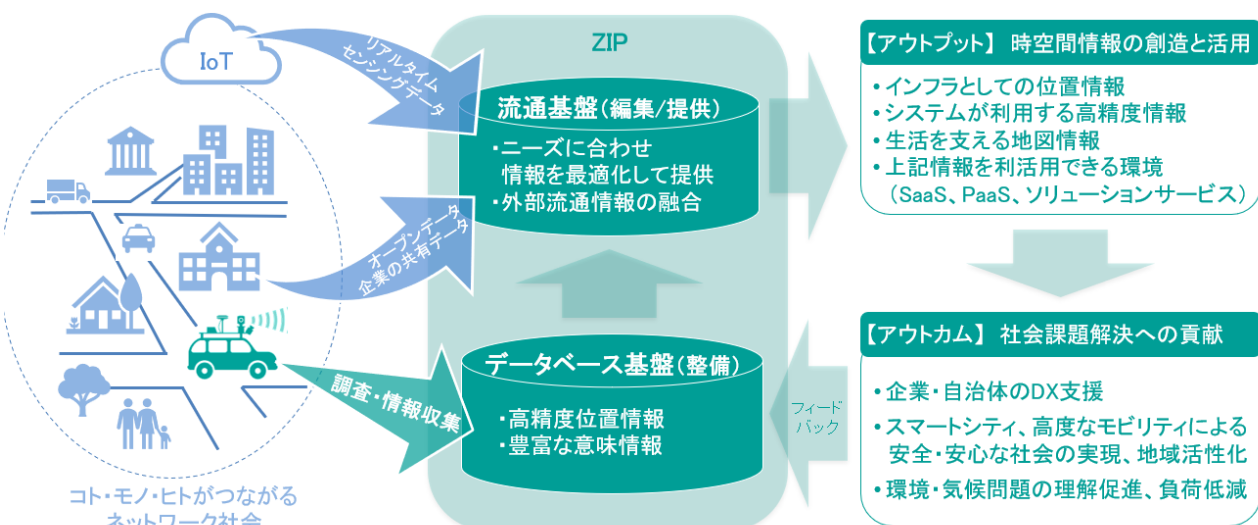 IoT
リアルタイム
センシングデータ
オープンデータ
企業の共有データ
調査・情報収集
コト・モノ・ヒトがつながる
ネットワーク社会
ZIP
流通基盤(編集/提供)
・ニーズに合わせ
情報を最適化して提供
・外部流通情報の融合
データベース基盤(整備)
・高精度位置情報
・豊富な意味情報
フィード
バック
【アウトプット】 時空間情報の創造と活用
・インフラとしての位置情報
・システムが利用する高精度情報
・生活を支える地図情報
・上記情報を利活用できる環境
(SaaS、PaaS、ソリューションサービス)
【アウトカム】 社会課題解決への貢献
・企業・自治体のDX支援
・スマートシティ、高度なモビリティによる
安全・安心な社会の実現、地域活性化
・環境・気候問題の理解促進、負荷低減